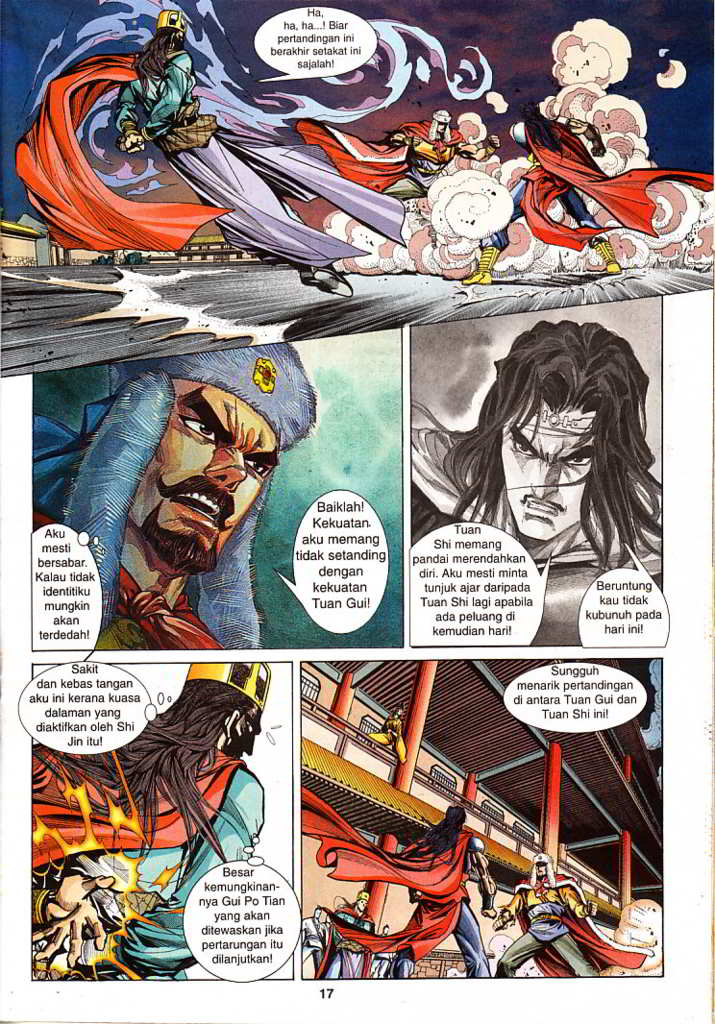 Ha,
ha, ha...! Biar
pertandingan ini
berakhir setakat ini
sajalah!
Baiklah!
Kekuatan
aku memang
tidak setanding
dengan
kekuatan
Tuan Gui!
Aku
mesti
bersabar.
Kalau tidak
identitiku
mungkin
akan
terdedah!
Tuan
Shi memang
pandai merendahkan
diri. Aku mesti minta
tunjuk ajar daripada
Tuan Shi lagi apabila
ada peluang di
kemudian hari!
Beruntung
kau tidak
kubunuh pada
hari ini!
Sakit
dan kebas tangan
aku ini kerana kuasa
dalaman yang
diaktifkan oleh Shi
Jin itu!
Besar
kemungkinan-
nya Gui Po Tian
yang akan
ditewaskan jika
pertarungan itu
dilanjutkan!
Sungguh
menarik pertandingan
di antara Tuan Gui dan
Tuan Shi ini!
17